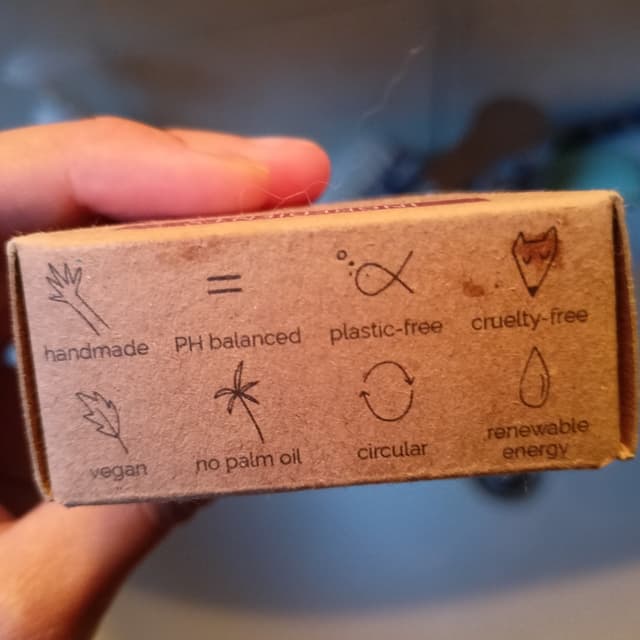 handmade
PH balanced
plastic-free
cruelty-free
vegan
no palm oil
circular
renewable
energy